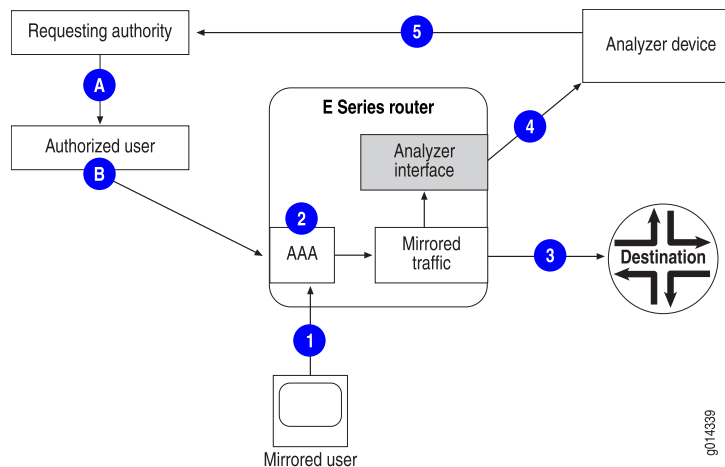 Requesting authority
5
Analyzer device
A
E Series router
4
Authorized user
Analyzer
interface
B
2
AAA
Mirrored
traffic
3
Destination
1
Mirrored user
g014339